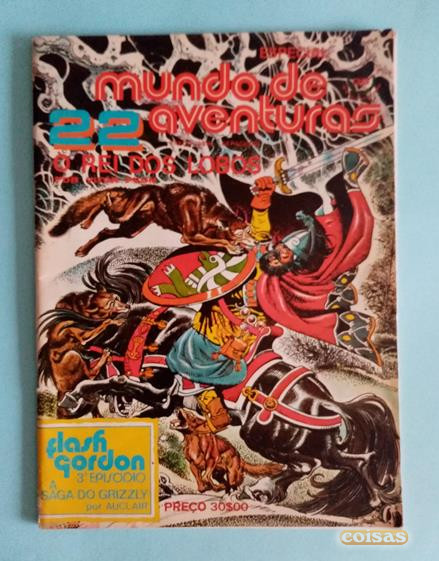 ESPECIAL
mundo de
aventuras
22
O REI DOS LOBOS
flash
gordon
3º EPISÓDIO
A
SAGA DO GRIZZLY
por AUCLAIR
PREÇO 30$00
coisas